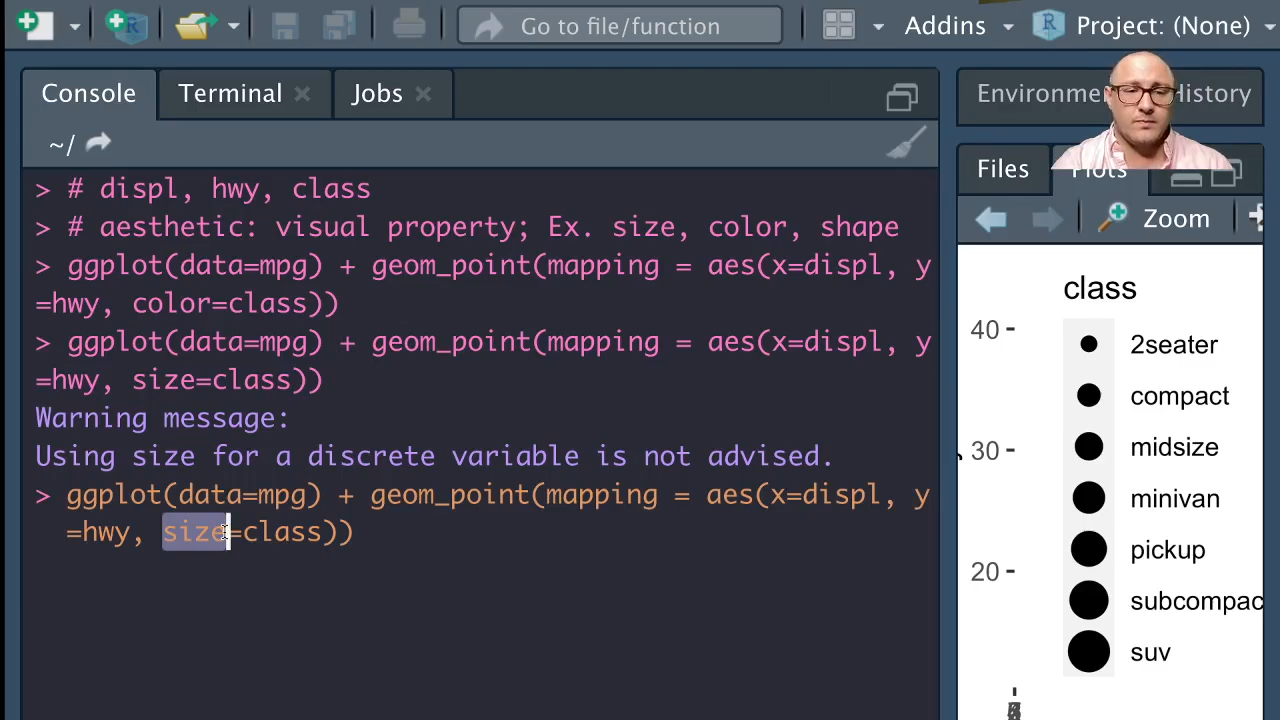 Go to file/function
Addins
Project: (None)
Console
Terminal
Jobs
~/
> # displ, hwy, class
> # aesthetic: visual property; Ex. size, color, shape
> ggplot(data=mpg) + geom_point(mapping = aes(x=displ, y
=hwy, color=class))
> ggplot(data=mpg) + geom_point(mapping = aes(x=displ, y
=hwy, size=class))
Warning message:
Using size for a discrete variable is not advised.
> ggplot(data=mpg) + geom_point(mapping = aes(x=displ, y
=hwy, size=class))
History
Files
Plots
Zoom
class
40
30
20
2seater
compact
midsize
minivan
pickup
subcompac
suv